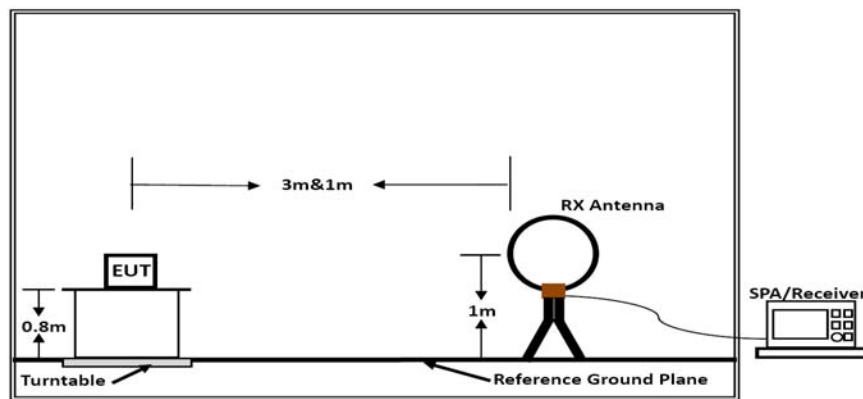 3m&1m
RX Antenna
EUT
SPA/Receiver
0.8m
1m
Turntable
Reference Ground Plane